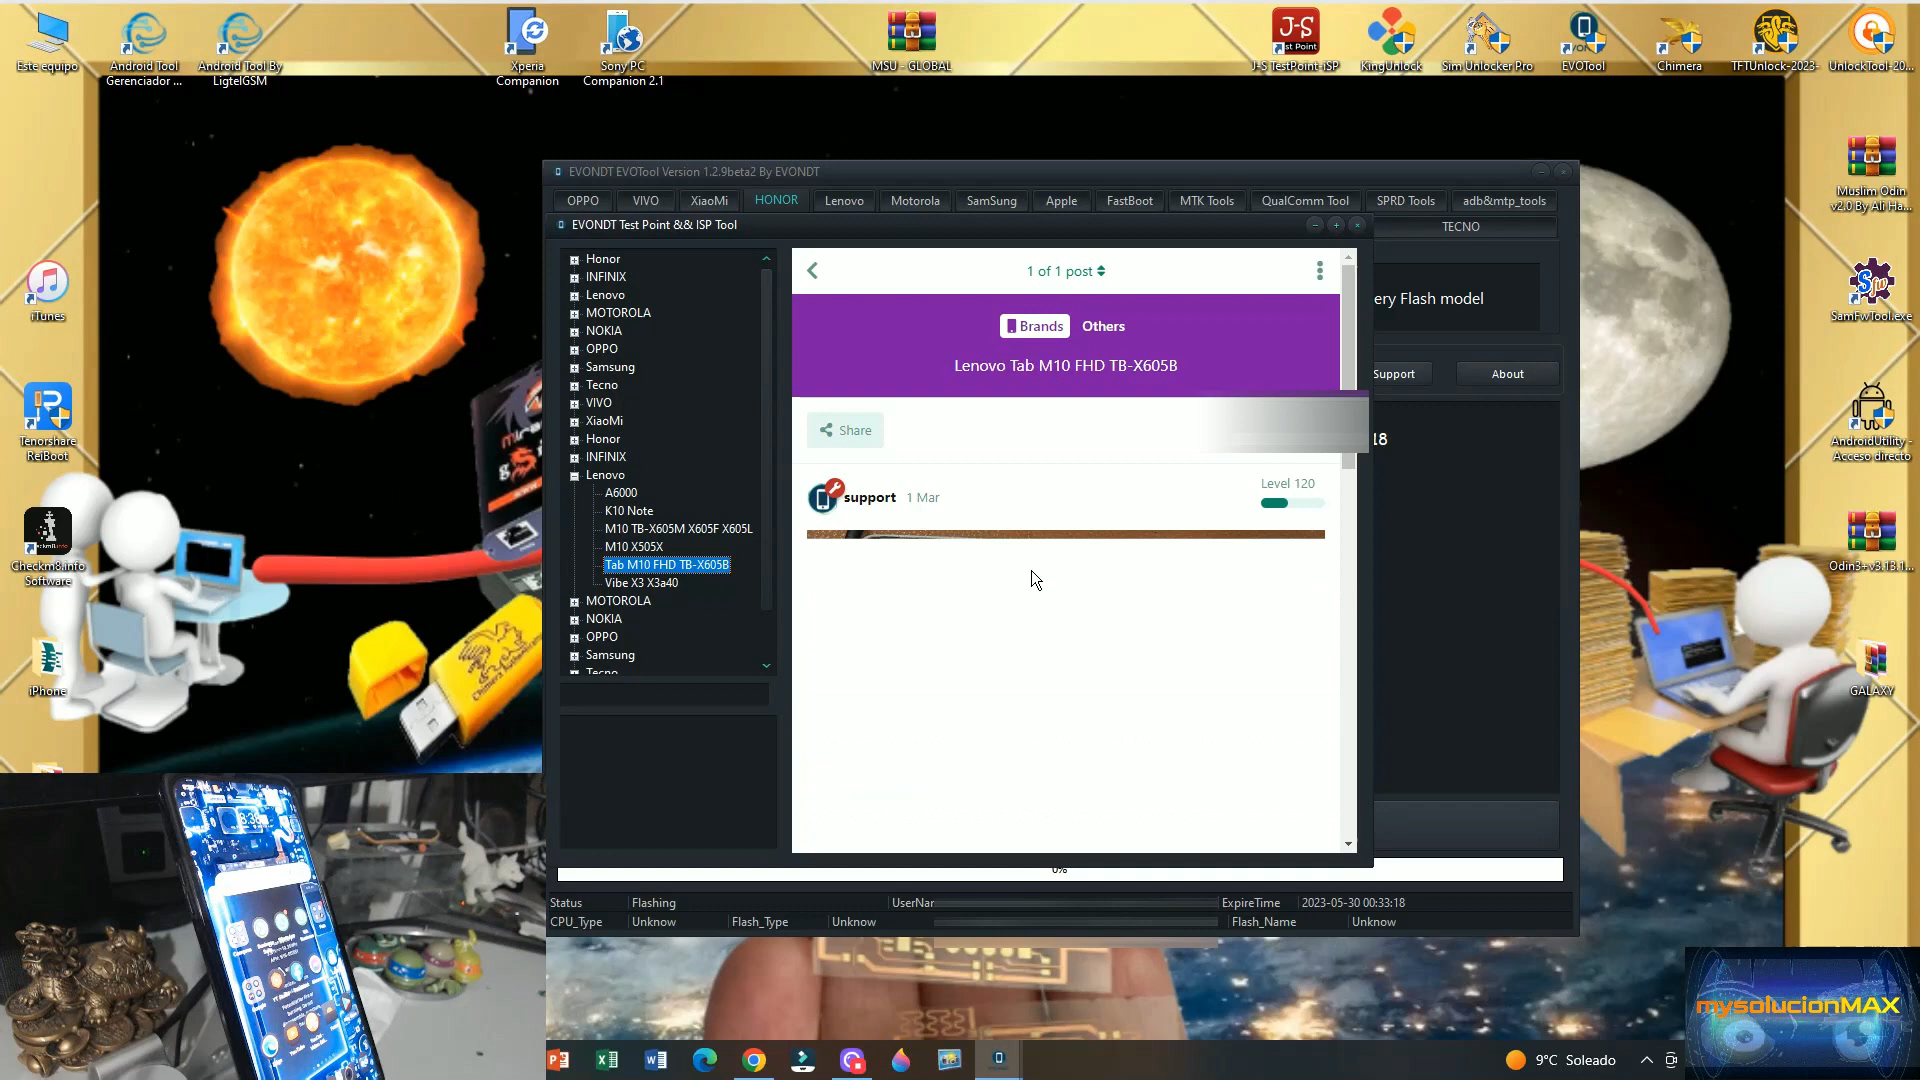 Este equipo
Android Tool
Gerenciador ...
Android Tool By
LigtelGSM
Xperia
Companion
Sony PC
Companion 2.1
MSU - GLOBAL
J-S
st Point
J-S TestPoint-ISP
KingUnlock
Sim Unlocker Pro
EVOTool
Chimera
TFTUnlock-2023-
UnlockTool-20...
iTunes
Tenorshare
ReiBoot
Checkm8.info
Software
iPhone
Muslim Odin
v2.0 By Ali Ha...
SamFwTool.exe
AndroidUtility -
Acceso directo
Odin3+v3.13.1...
GALAXY
EVONDT EVOTool Version 1.2.9beta2 By EVONDT
OPPO
VIVO
XiaoMi
HONOR
Lenovo
Motorola
SamSung
Apple
FastBoot
MTK Tools
QualComm Tool
SPRD Tools
adb&mtp_tools
TECNO
EVONDT Test Point && ISP Tool
Honor
INFINIX
Lenovo
MOTOROLA
NOKIA
OPPO
Samsung
Tecno
VIVO
XiaoMi
Honor
INFINIX
Lenovo
A6000
K10 Note
M10 TB-X605M X605F X605L
M10 X505X
Tab M10 FHD TB-X605B
Vibe X3 X3a40
MOTOROLA
NOKIA
OPPO
Samsung
Tecno
1 of 1 post
Brands Others
Lenovo Tab M10 FHD TB-X605B
Share
support 1 Mar
Level 120
ery Flash model
Support
About
18
0%
Status Flashing UserNar ExpireTime 2023-05-30 00:33:18
CPU_Type Unknown Flash_Type Unknown Flash_Name Unknown
mysolucionMAX
9°C Soleado